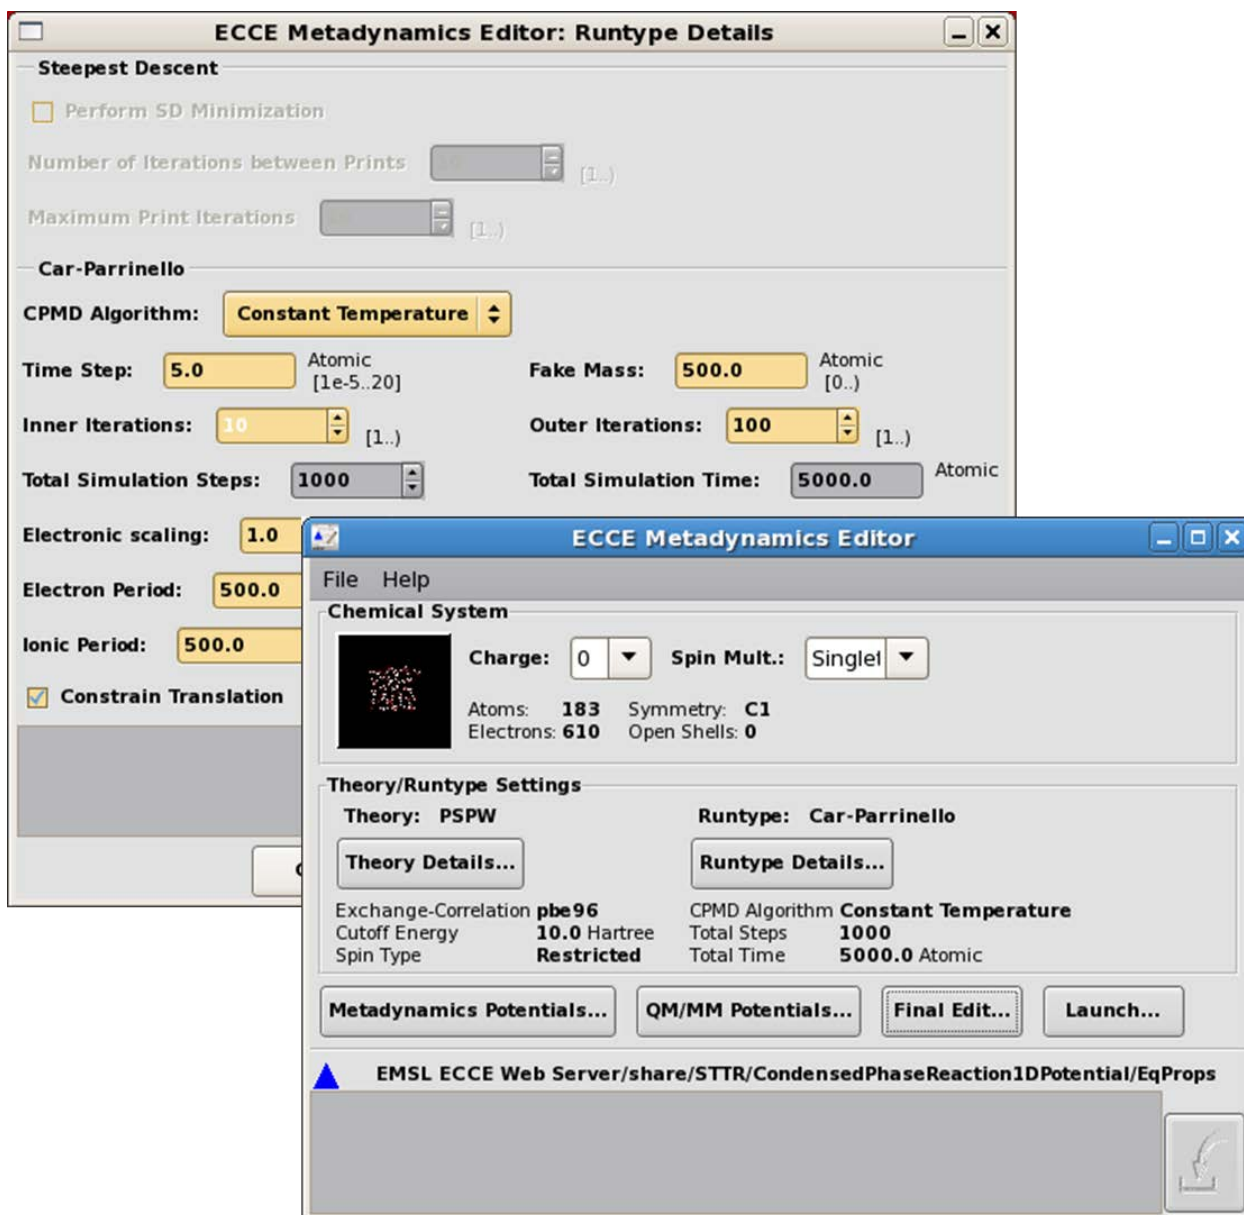 ECCE Metadynamics Editor: Runtype Details
Steepest Descent
Perform SD Minimization
Number of Iterations between Prints [1..)
Maximum Print Iterations [1..)
Car-Parrinello
CPMD Algorithm: Constant Temperature
Time Step: 5.0 Atomic [1e-5..20] Fake Mass: 500.0 Atomic [0..)
Inner Iterations: 10 [1..) Outer Iterations: 100 [1..)
Total Simulation Steps: 1000 Total Simulation Time: 5000.0 Atomic
Electronic scaling: 1.0
Electron Period: 500.0
Ionic Period: 500.0
Constrain Translation
ECCE Metadynamics Editor
File Help
Chemical System
Charge: 0 Spin Mult.: Singlet
Atoms: 183 Symmetry: C1
Electrons: 610 Open Shells: 0
Theory/Runtype Settings
Theory: PSPW Runtype: Car-Parrinello
Theory Details... Runtype Details...
Exchange-Correlation pbe96 CPMD Algorithm Constant Temperature
Cutoff Energy 10.0 Hartree Total Steps 1000
Spin Type Restricted Total Time 5000.0 Atomic
Metadynamics Potentials... QM/MM Potentials... Final Edit... Launch...
EMSL ECCE Web Server/share/STTR/CondensedPhaseReaction1DPotential/EqProps